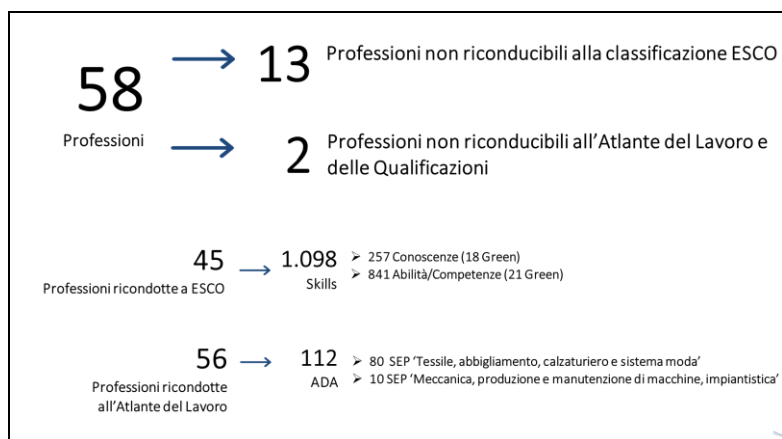 58
Professioni
13
Professioni non riconducibili alla classificazione ESCO
2
Professioni non riconducibili all'Atlante del Lavoro e
delle Qualificazioni
45
Professioni ricondotte a ESCO
1.098
Skills
➢ 257 Conoscenze (18 Green)
➢ 841 Abilità/Competenze (21 Green)
56
Professioni ricondotte
all'Atlante del Lavoro
112
ADA
➢ 80 SEP 'Tessile, abbigliamento, calzaturiero e sistema moda'
➢ 10 SEP 'Meccanica, produzione e manutenzione di macchine, impiantistica'